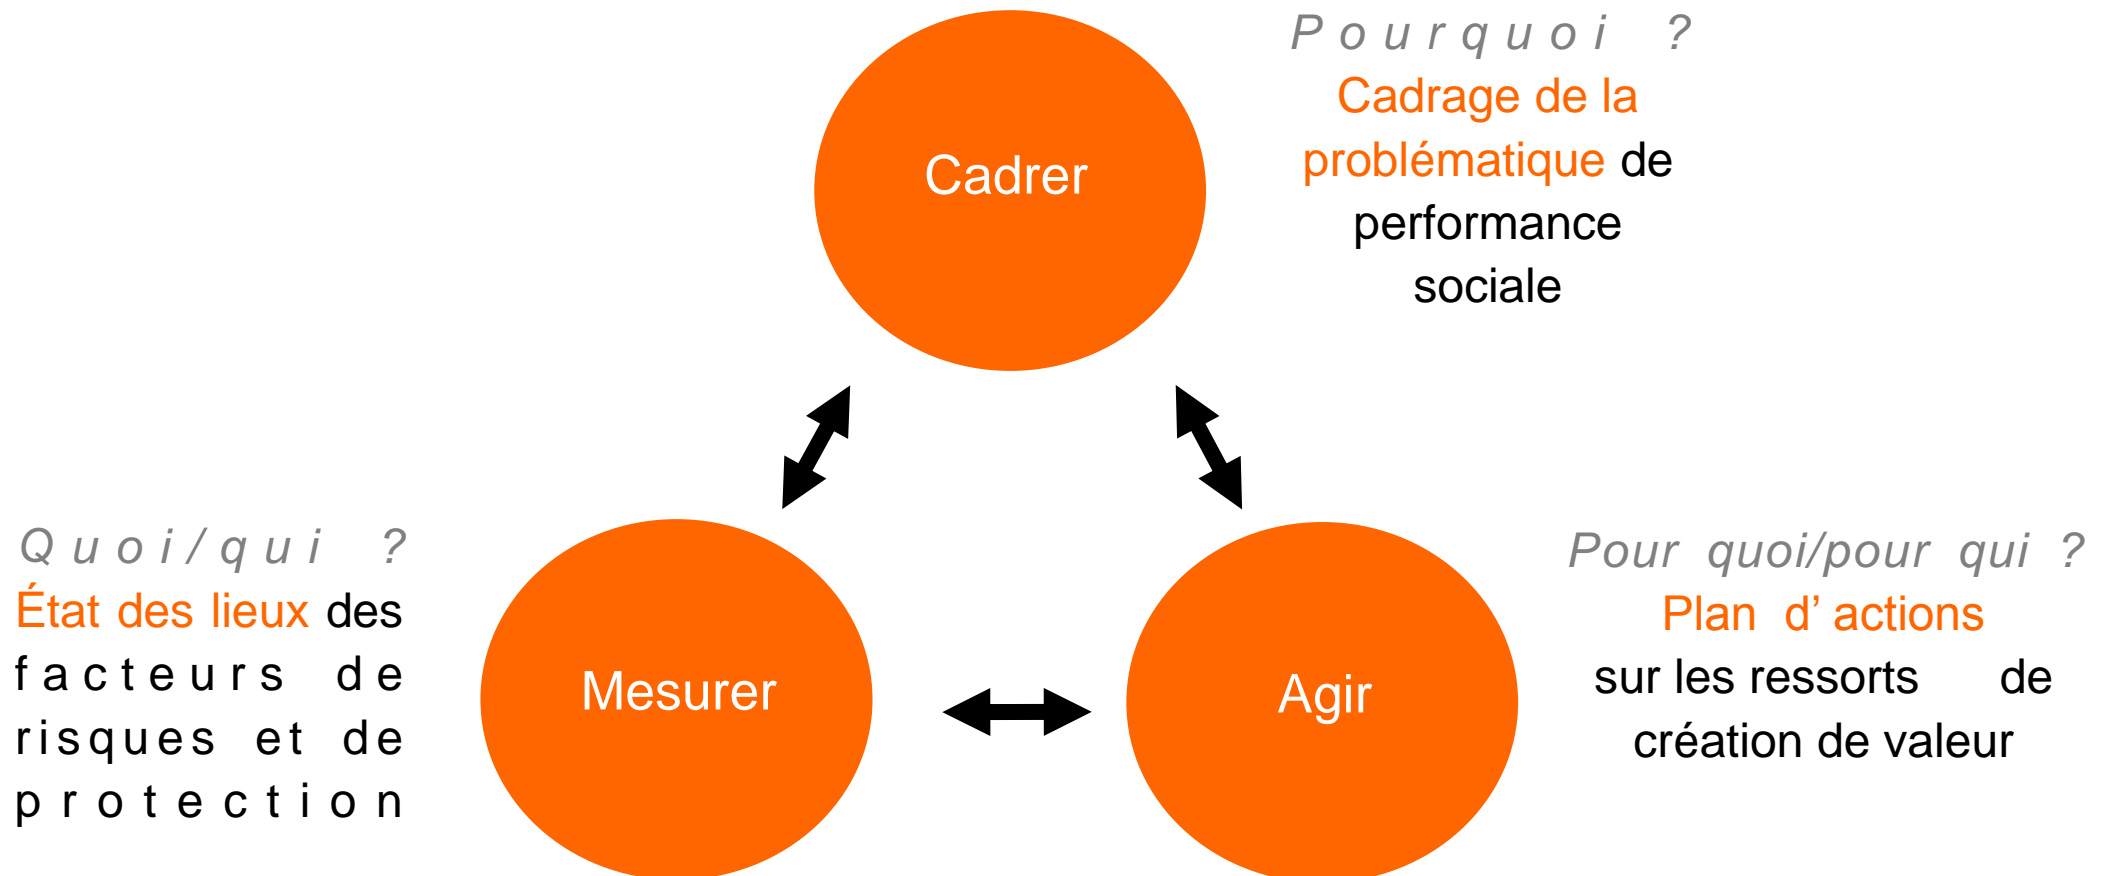 Pourquoi ?
Cadrage de la
problématique de
performance
sociale
Cadrer
Quoi/qui ?
État des lieux des
facteurs de
risques et de
protection
Mesurer
Agir
Pour quoi/pour qui ?
Plan d’ actions
sur les ressorts de
création de valeur